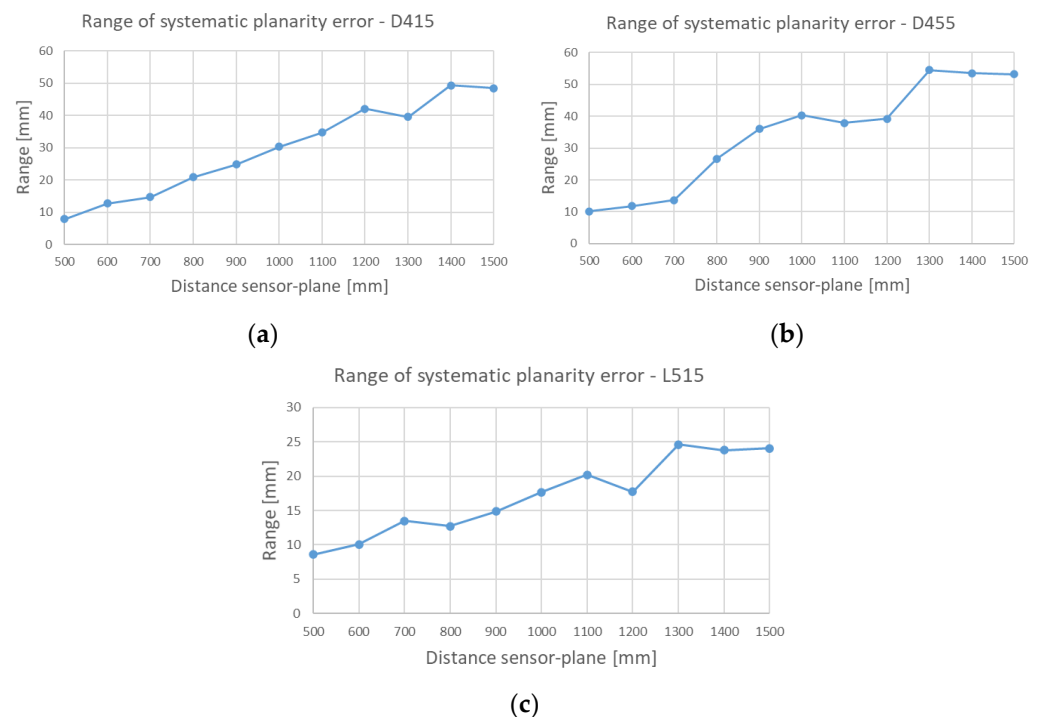 Range of systematic planarity error - D415
60
50
40
30
20
10
0
Range [mm]
500 600 700 800 900 1000 1100 1200 1300 1400 1500
Distance sensor-plane [mm]
(a)
Range of systematic planarity error - D455
60
50
40
30
20
10
0
Range [mm]
500 600 700 800 900 1000 1100 1200 1300 1400 1500
Distance sensor-plane [mm]
(b)
Range of systematic planarity error - L515
30
25
20
15
10
5
0
Range [mm]
500 600 700 800 900 1000 1100 1200 1300 1400 1500
Distance sensor-plane [mm]
(c)